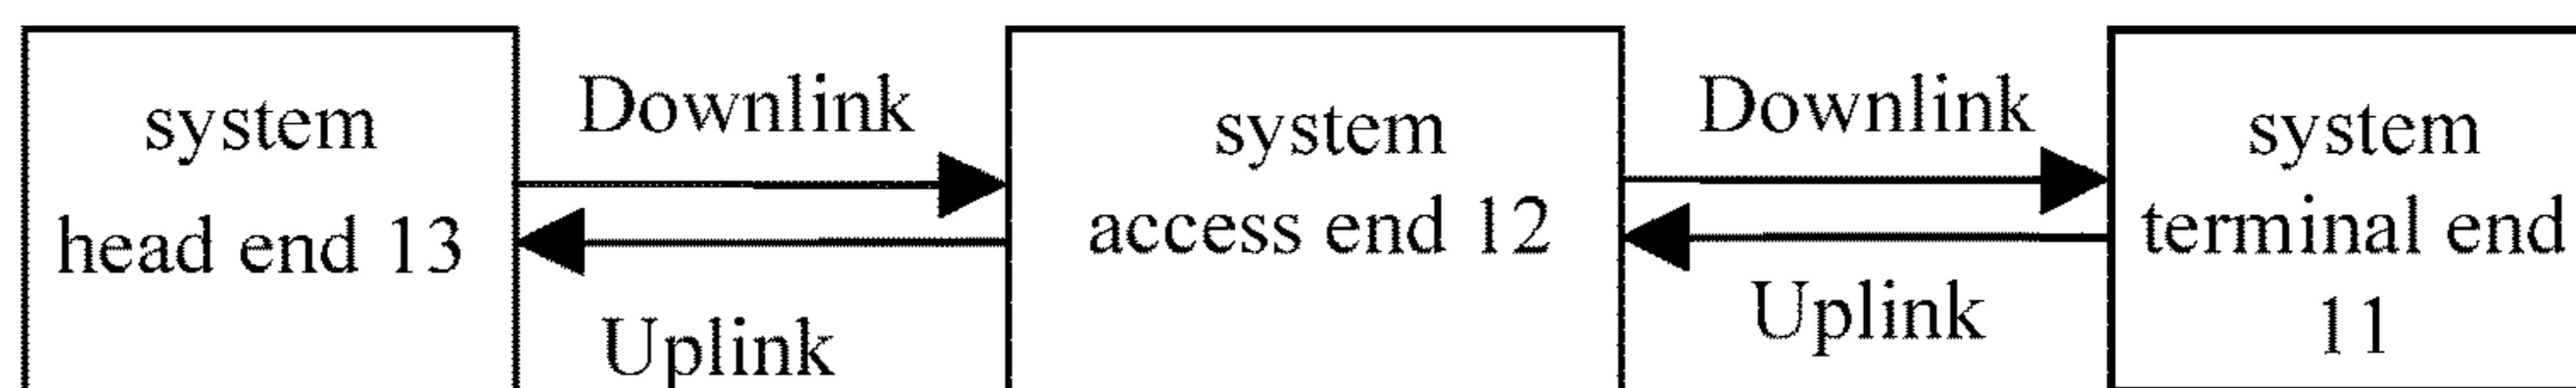 system
head end 13
Downlink
Uplink
system
access end 12
Downlink
Uplink
system
terminal end
11